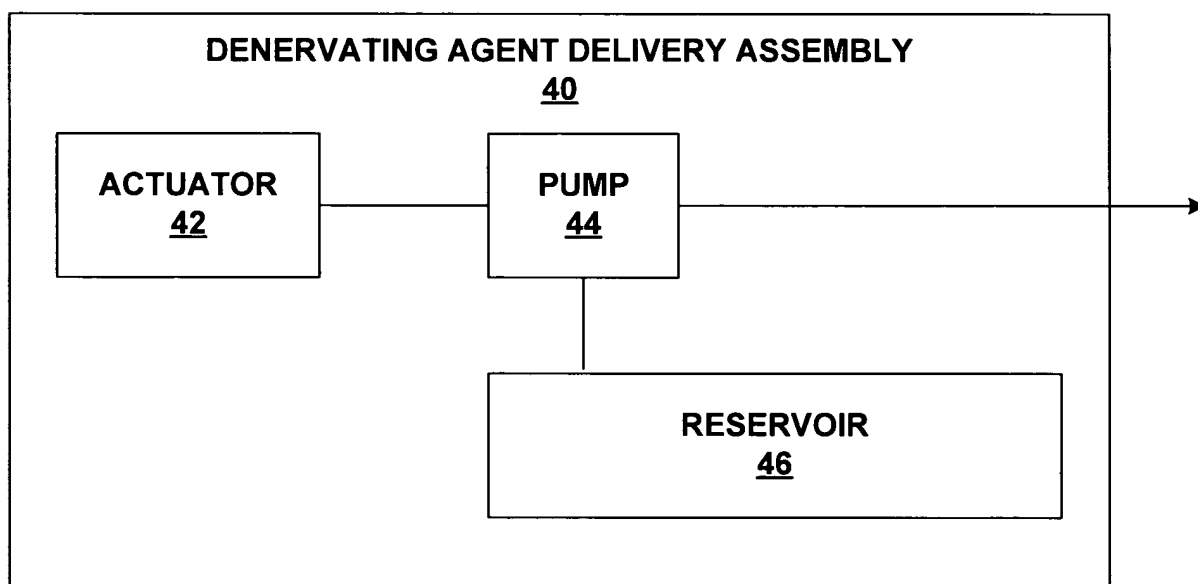 DENERVATING AGENT DELIVERY ASSEMBLY
40
ACTUATOR
42
PUMP
44
RESERVOIR
46